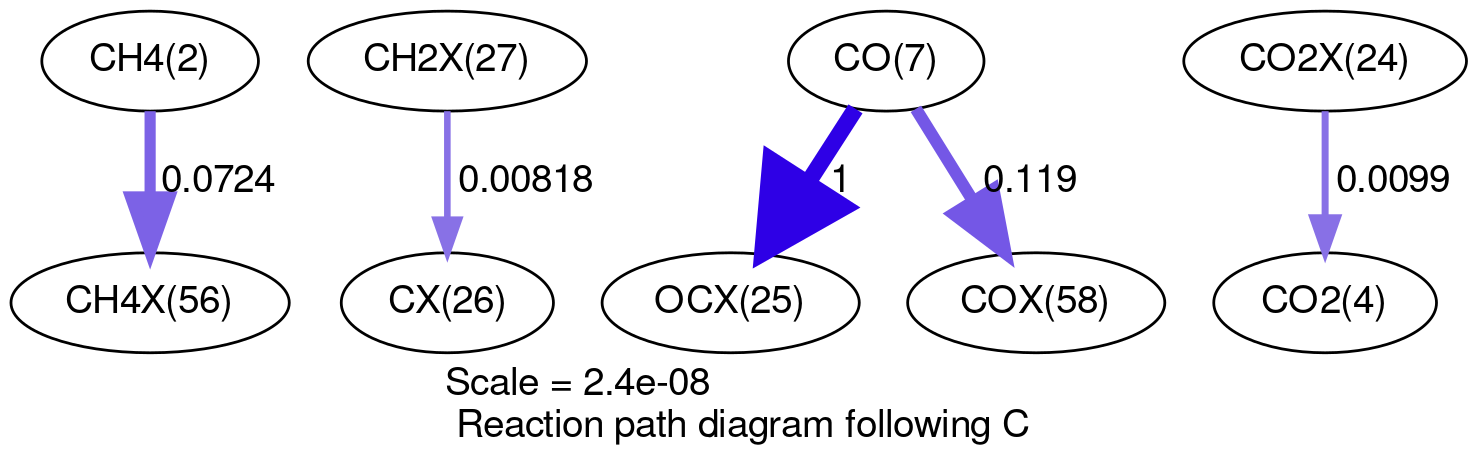 CH4(2) CH2X(27) CO(7) CO2X(24)
0.0724 0.00818 1 0.119 0.0099
CH4X(56) CX(26) OCX(25) COX(58) CO2(4)
Scale = 2.4e-08
Reaction path diagram following C